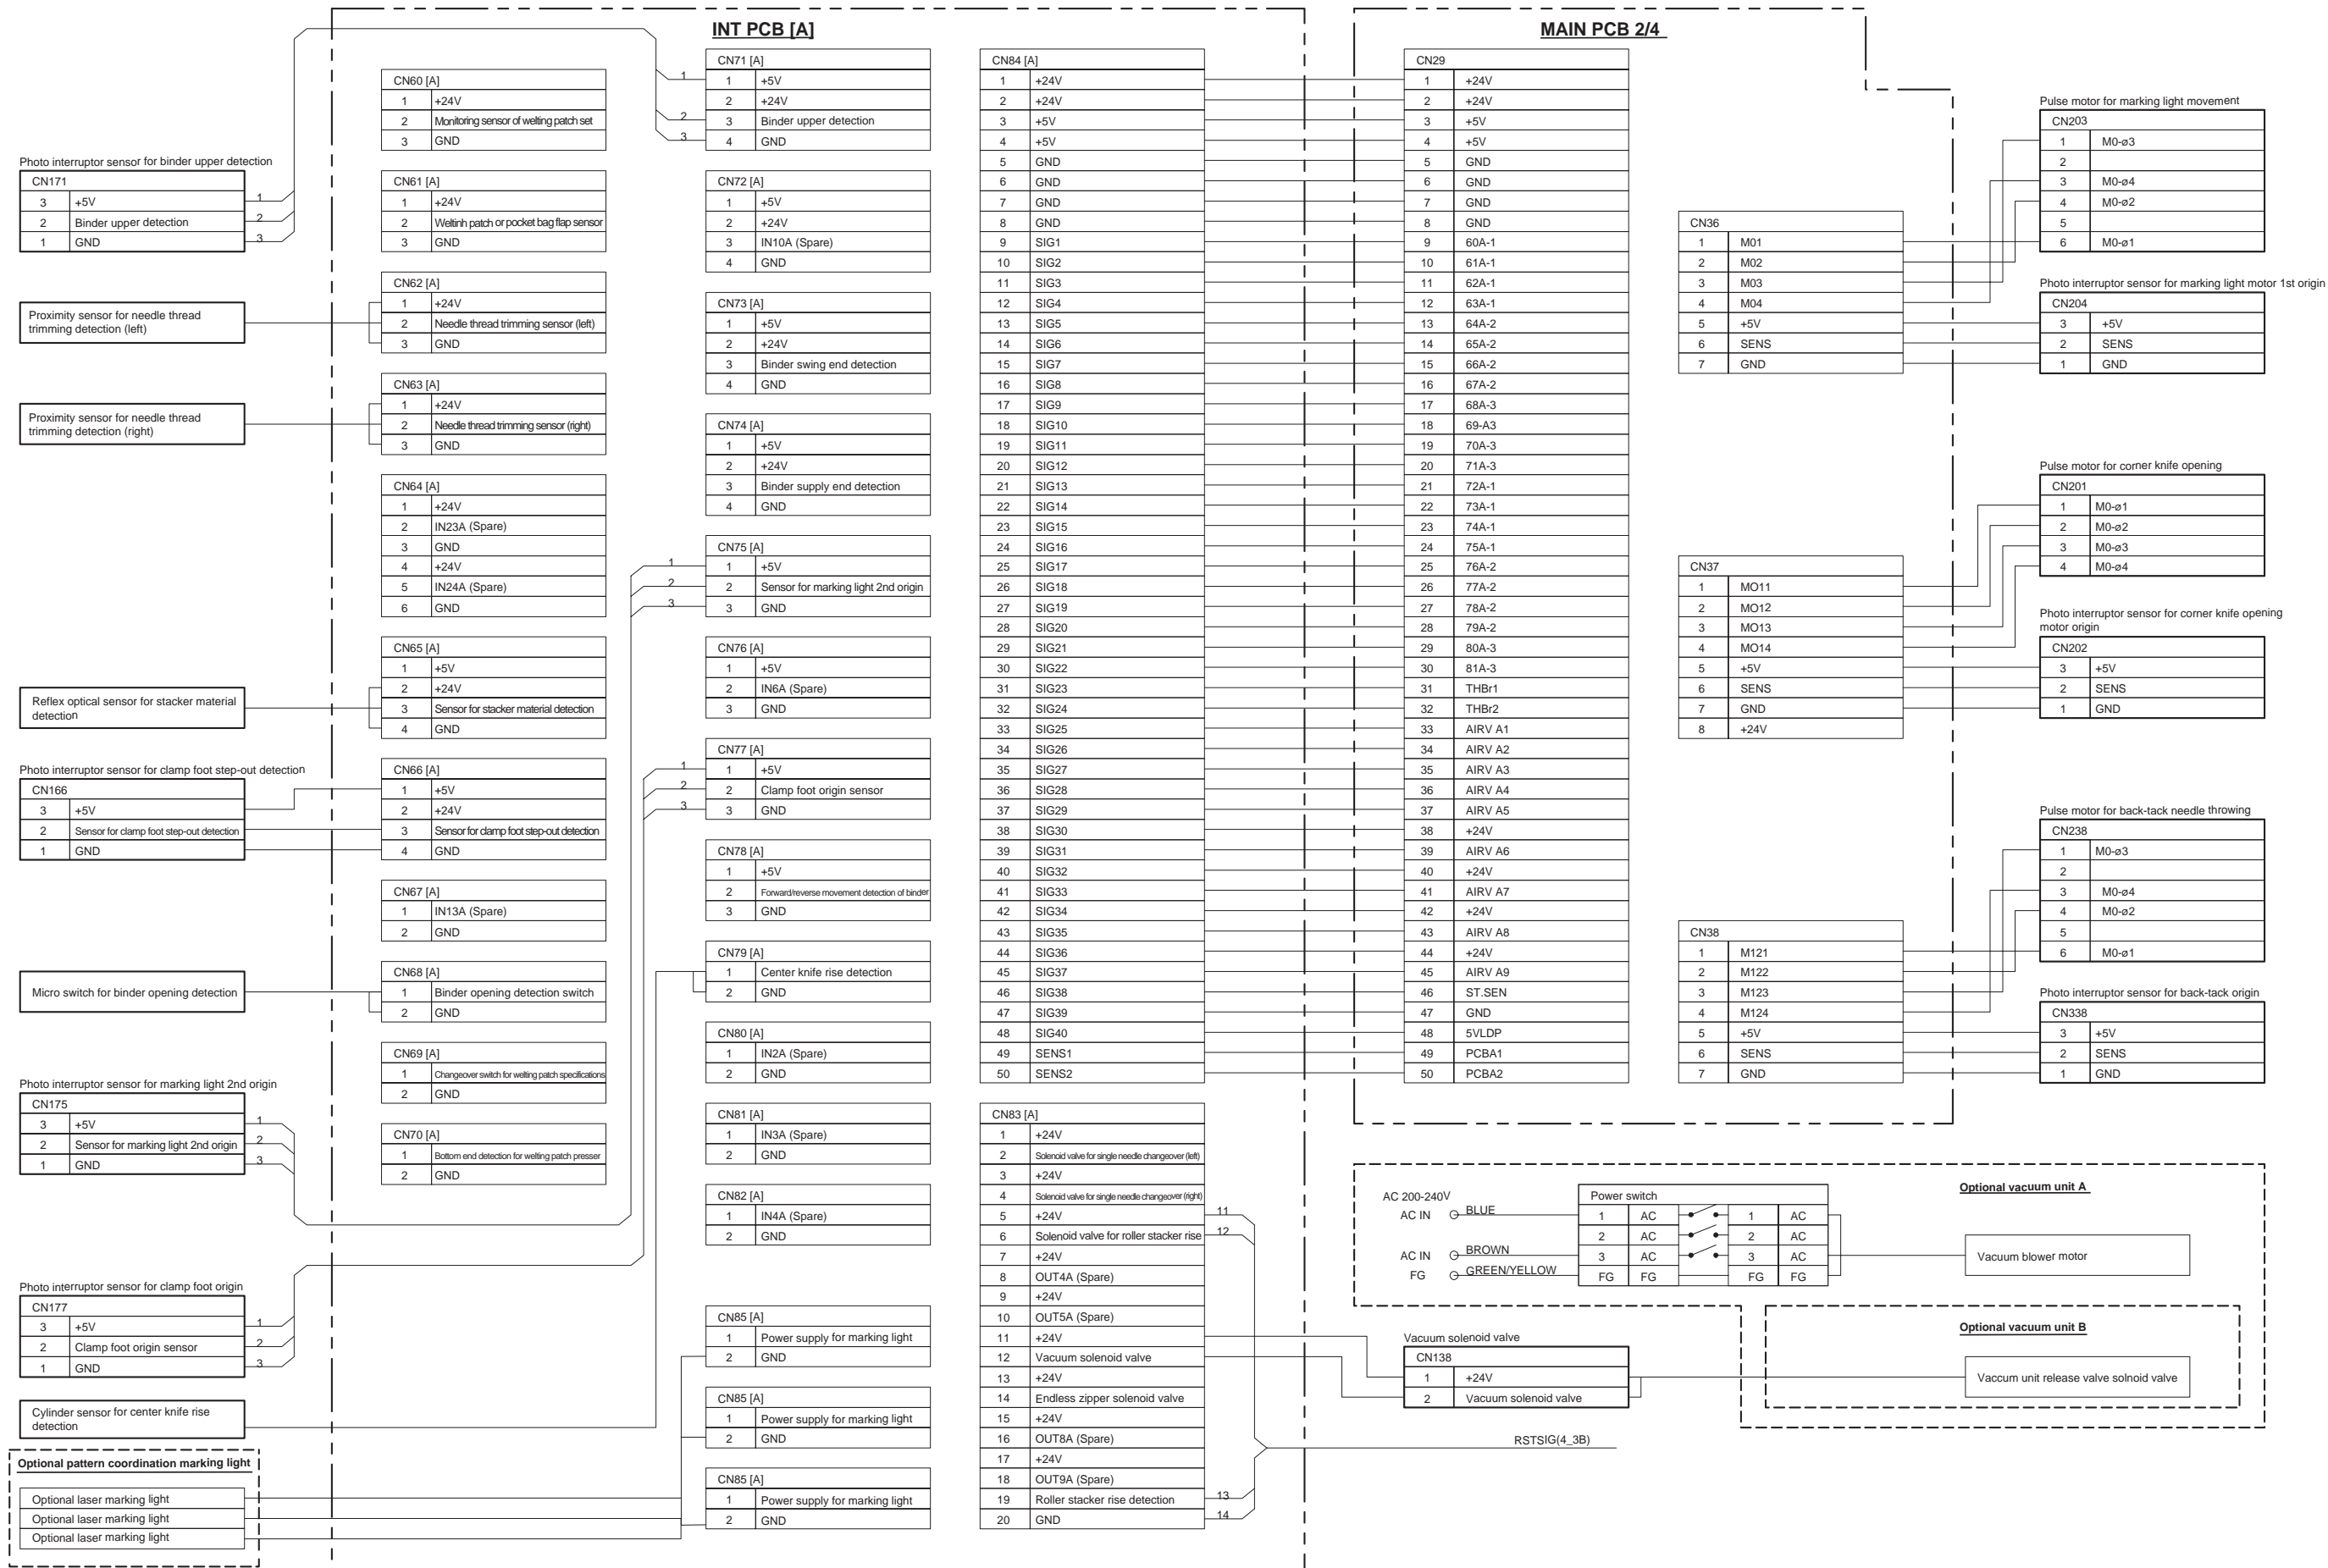 INT PCB [A]
MAIN PCB 2/4
Photo interruptor sensor for binder upper detection
CN171
3 +5V 1
2 Binder upper detection 2
1 GND 3
Proximity sensor for needle thread
trimming detection (left)
Proximity sensor for needle thread
trimming detection (right)
Reflex optical sensor for stacker material
detection
Photo interruptor sensor for clamp foot step-out detection
CN166
3 +5V
2 Sensor for clamp foot step-out detection
1 GND
Micro switch for binder opening detection
Photo interruptor sensor for marking light 2nd origin
CN175
3 +5V 1
2 Sensor for marking light 2nd origin 2
1 GND 3
Photo interruptor sensor for clamp foot origin
CN177
3 +5V 1
2 Clamp foot origin sensor 2
1 GND 3
Cylinder sensor for center knife rise
detection
Optional pattern coordination marking light
Optional laser marking light
Optional laser marking light
Optional laser marking light
CN60 [A]
1 +24V
2 Monitoring sensor of welting patch set
3 GND
CN61 [A]
1 +24V
2 Weltinh patch or pocket bag flap sensor
3 GND
CN62 [A]
1 +24V
2 Needle thread trimming sensor (left)
3 GND
CN63 [A]
1 +24V
2 Needle thread trimming sensor (right)
3 GND
CN64 [A]
1 +24V
2 IN23A (Spare)
3 GND
4 +24V
5 IN24A (Spare)
6 GND
CN65 [A]
1 +5V
2 +24V
3 Sensor for stacker material detection
4 GND
CN66 [A]
1 +5V
2 +24V
3 Sensor for clamp foot step-out detection
4 GND
CN67 [A]
1 IN13A (Spare)
2 GND
CN68 [A]
1 Binder opening detection switch
2 GND
CN69 [A]
1 Changeover switch for welting patch specifications
2 GND
CN70 [A]
1 Bottom end detection for welting patch presser
2 GND
CN71 [A]
1 1 +5V
2 +24V
2 3 Binder upper detection
3 4 GND
CN72 [A]
1 +5V
2 +24V
3 IN10A (Spare)
4 GND
CN73 [A]
1 +5V
2 +24V
3 Binder swing end detection
4 GND
CN74 [A]
1 +5V
2 +24V
3 Binder supply end detection
4 GND
CN75 [A]
1 1 +5V
2 2 Sensor for marking light 2nd origin
3 3 GND
CN76 [A]
1 +5V
2 IN6A (Spare)
3 GND
CN77 [A]
1 1 +5V
2 2 Clamp foot origin sensor
3 3 GND
CN78 [A]
1 +5V
2 Forward/reverse movement detection of binder
3 GND
CN79 [A]
1 Center knife rise detection
2 GND
CN80 [A]
1 IN2A (Spare)
2 GND
CN81 [A]
1 IN3A (Spare)
2 GND
CN82 [A]
1 IN4A (Spare)
2 GND
CN85 [A]
1 Power supply for marking light
2 GND
CN85 [A]
1 Power supply for marking light
2 GND
CN85 [A]
1 Power supply for marking light
2 GND
CN84 [A]
1 +24V
2 +24V
3 +5V
4 +5V
5 GND
6 GND
7 GND
8 GND
9 SIG1
10 SIG2
11 SIG3
12 SIG4
13 SIG5
14 SIG6
15 SIG7
16 SIG8
17 SIG9
18 SIG10
19 SIG11
20 SIG12
21 SIG13
22 SIG14
23 SIG15
24 SIG16
25 SIG17
26 SIG18
27 SIG19
28 SIG20
29 SIG21
30 SIG22
31 SIG23
32 SIG24
33 SIG25
34 SIG26
35 SIG27
36 SIG28
37 SIG29
38 SIG30
39 SIG31
40 SIG32
41 SIG33
42 SIG34
43 SIG35
44 SIG36
45 SIG37
46 SIG38
47 SIG39
48 SIG40
49 SENS1
50 SENS2
CN83 [A]
1 +24V
2 Solenoid valve for single needle changeover (left)
3 +24V
4 Solenoid valve for single needle changeover (right)
5 +24V 11
6 Solenoid valve for roller stacker rise 12
7 +24V
8 OUT4A (Spare)
9 +24V
10 OUT5A (Spare)
11 +24V
12 Vacuum solenoid valve
13 +24V
14 Endless zipper solenoid valve
15 +24V
16 OUT8A (Spare)
17 +24V
18 OUT9A (Spare)
19 Roller stacker rise detection 13
20 GND 14
CN29
1 +24V
2 +24V
3 +5V
4 +5V
5 GND
6 GND
7 GND
8 GND
9 60A-1
10 61A-1
11 62A-1
12 63A-1
13 64A-2
14 65A-2
15 66A-2
16 67A-2
17 68A-3
18 69-A3
19 70A-3
20 71A-3
21 72A-1
22 73A-1
23 74A-1
24 75A-1
25 76A-2
26 77A-2
27 78A-2
28 79A-2
29 80A-3
30 81A-3
31 THBr1
32 THBr2
33 AIRV A1
34 AIRV A2
35 AIRV A3
36 AIRV A4
37 AIRV A5
38 +24V
39 AIRV A6
40 +24V
41 AIRV A7
42 +24V
43 AIRV A8
44 +24V
45 AIRV A9
46 ST.SEN
47 GND
48 5VLDP
49 PCBA1
50 PCBA2
CN36
1 M01
2 M02
3 M03
4 M04
5 +5V
6 SENS
7 GND
CN37
1 MO11
2 MO12
3 MO13
4 MO14
5 +5V
6 SENS
7 GND
8 +24V
CN38
1 M121
2 M122
3 M123
4 M124
5 +5V
6 SENS
7 GND
Pulse motor for marking light movement
CN203
1 M0-ø3
2
3 M0-ø4
4 M0-ø2
5
6 M0-ø1
Photo interruptor sensor for marking light motor 1st origin
CN204
3 +5V
2 SENS
1 GND
Pulse motor for corner knife opening
CN201
1 M0-ø1
2 M0-ø2
3 M0-ø3
4 M0-ø4
Photo interruptor sensor for corner knife opening
motor origin
CN202
3 +5V
2 SENS
1 GND
Pulse motor for back-tack needle throwing
CN238
1 M0-ø3
2
3 M0-ø4
4 M0-ø2
5
6 M0-ø1
Photo interruptor sensor for back-tack origin
CN338
3 +5V
2 SENS
1 GND
Optional vacuum unit A
AC 200-240V
Power switch
AC IN BLUE 1 AC 1 AC
2 AC 2 AC
AC IN BROWN 3 AC 3 AC
FG GREEN/YELLOW FG FG FG FG
Vacuum blower motor
Optional vacuum unit B
Vacuum solenoid valve
CN138
1 +24V
2 Vacuum solenoid valve
Vaccum unit release valve solnoid valve
RSTSIG(4_3B)